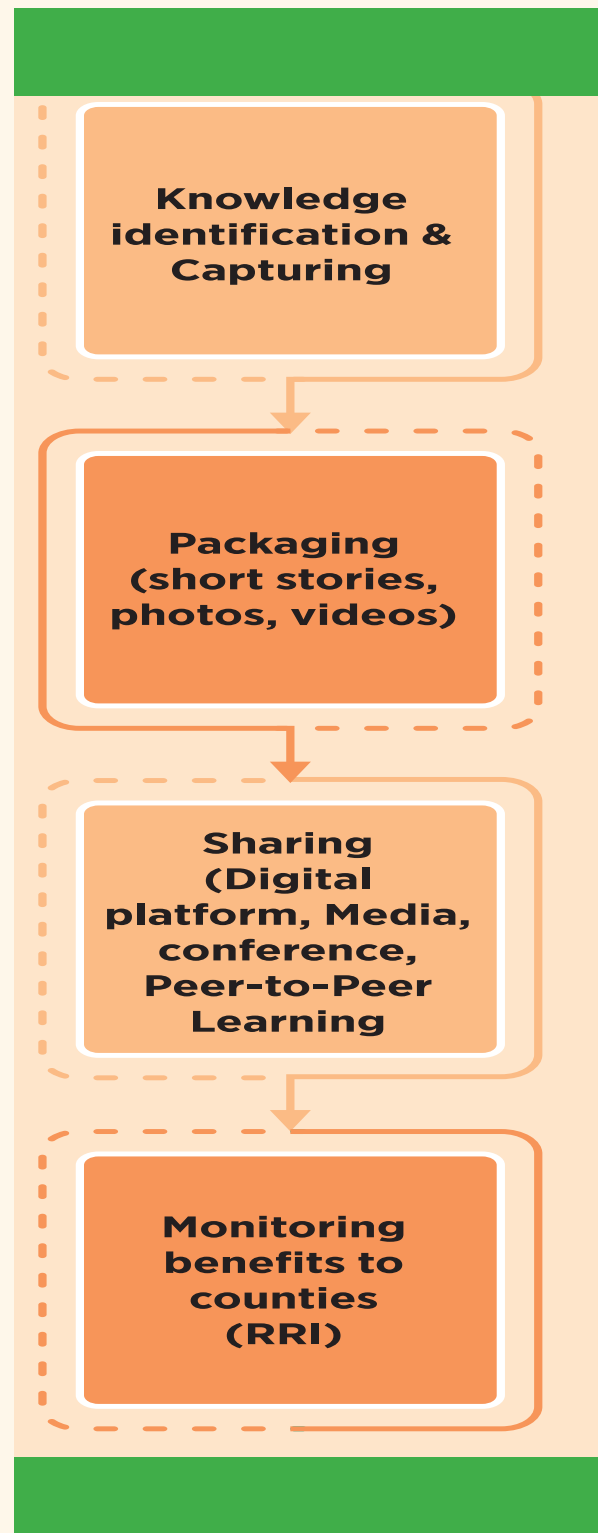 Knowledge
identification &
Capturing
Packaging
(short stories,
photos, videos)
Sharing
(Digital
platform, Media,
conference,
Peer-to-Peer
Learning
Monitoring
benefits to
counties
(RRI)